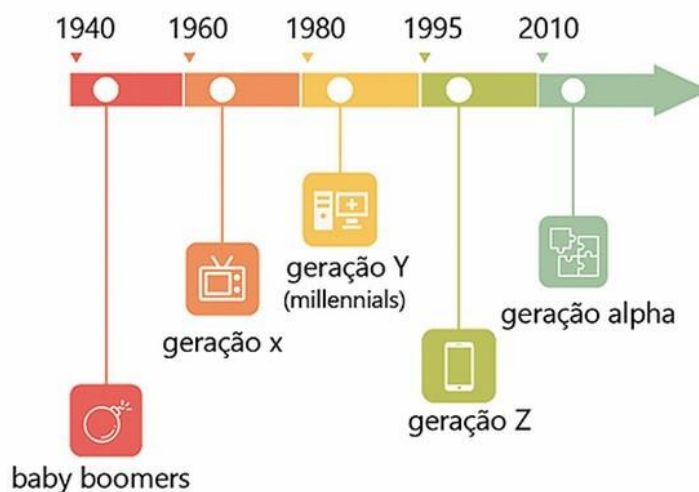 1940 1960 1980 1995 2010
geração Y
(millennials)
geração x
geração alpha
geração Z
baby boomers